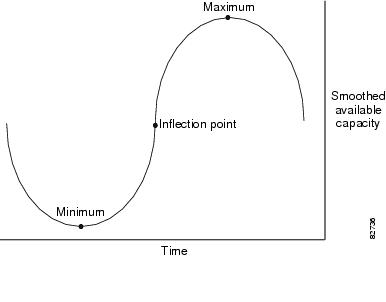 Maximum
Smoothed
available
capacity
Inflection point
Minimum
Time
82736